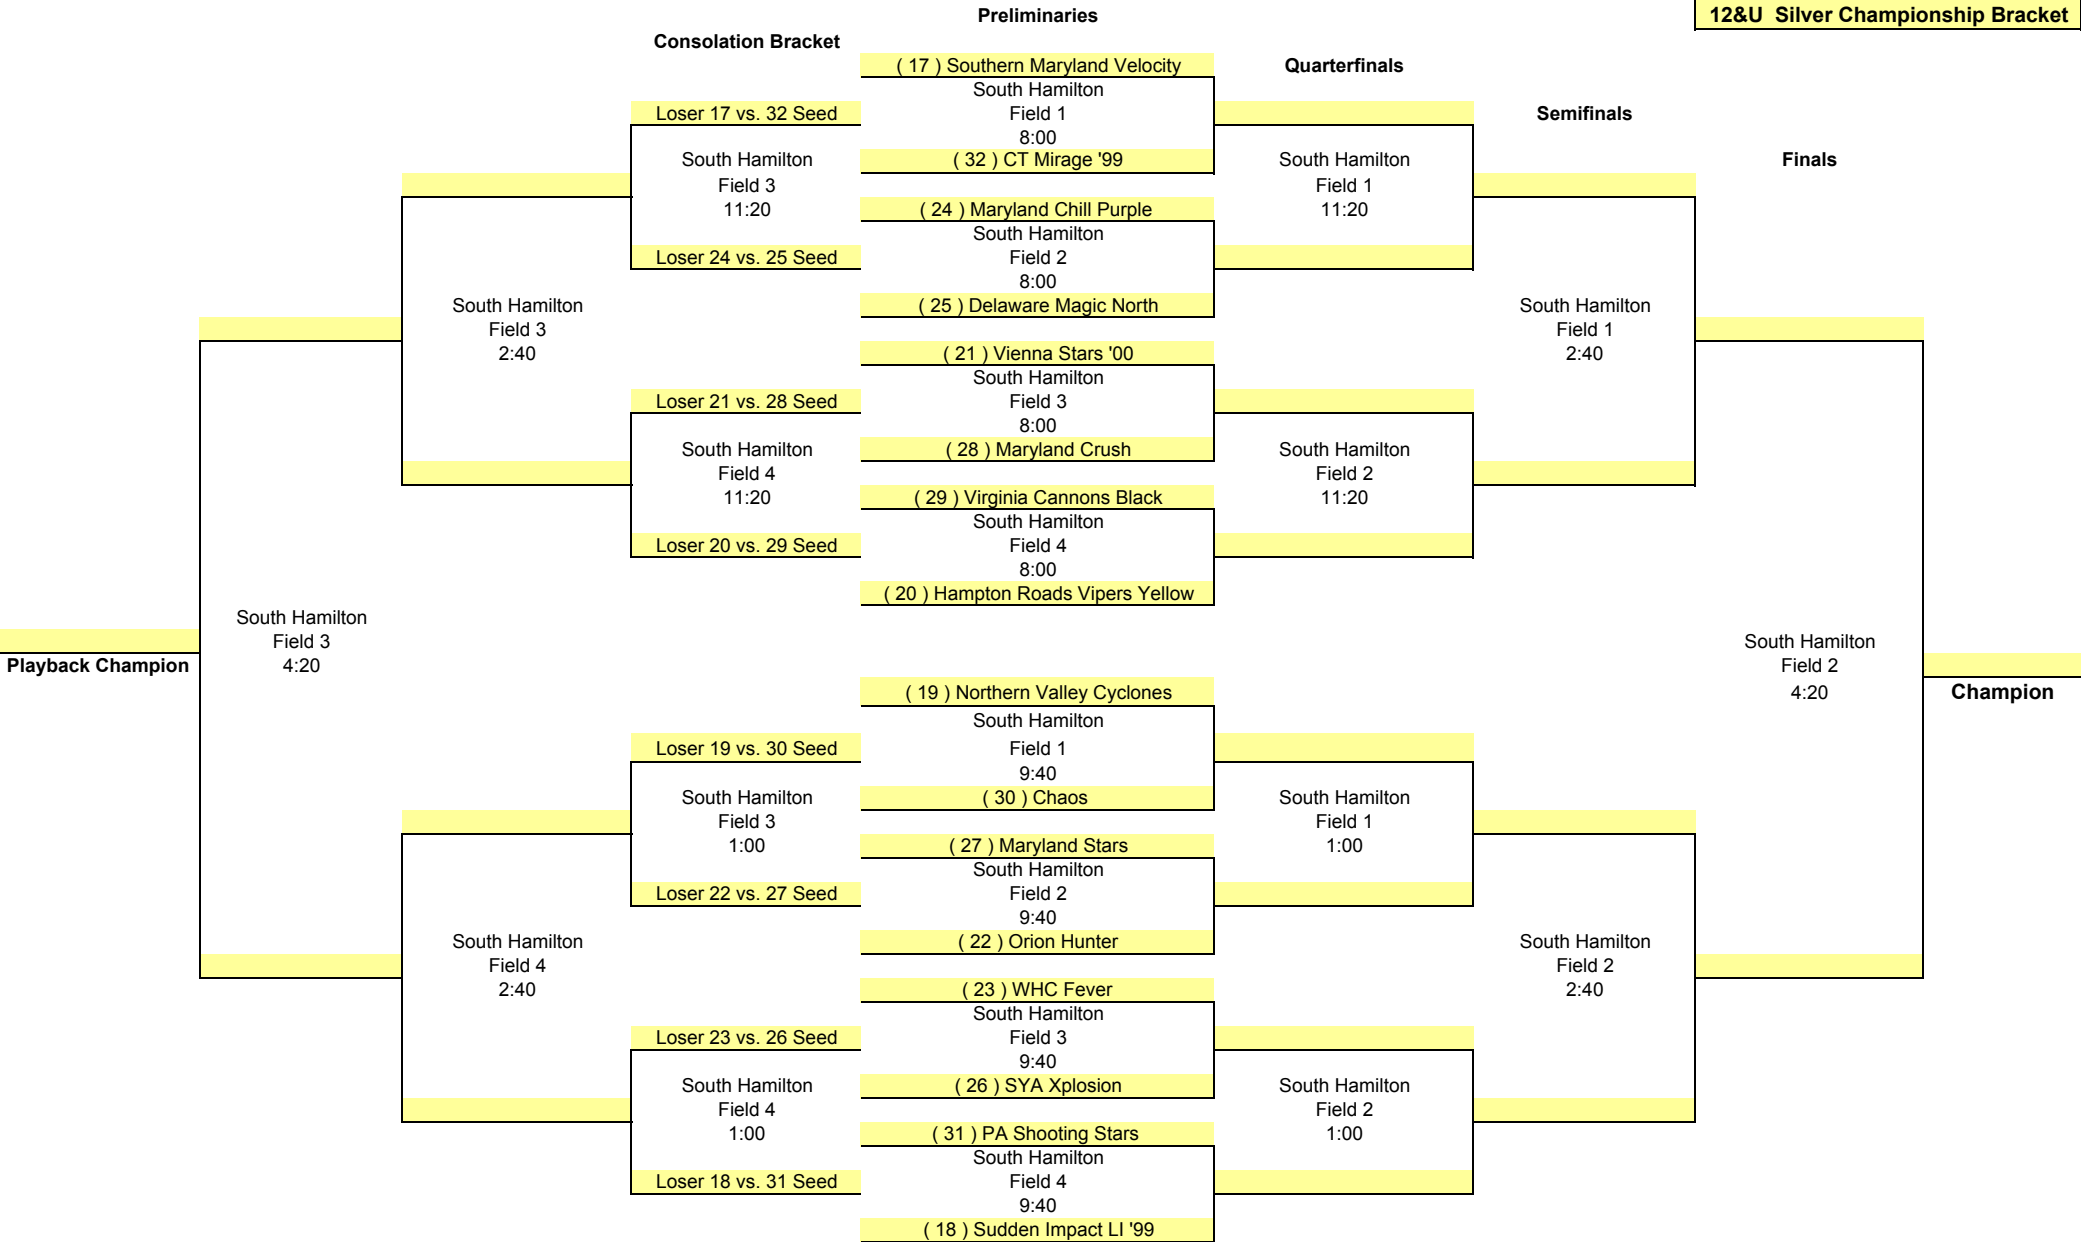 Preliminaries
12&U  Silver Championship Bracket
Consolation Bracket
( 17 ) Southern Maryland Velocity
Quarterfinals
South Hamilton
Loser 17 vs. 32 Seed
Field 1
Semifinals
8:00
South Hamilton
( 32 ) CT Mirage '99
South Hamilton
Finals
Field 3
Field 1
11:20
( 24 ) Maryland Chill Purple
11:20
South Hamilton
Loser 24 vs. 25 Seed
Field 2
8:00
South Hamilton
( 25 ) Delaware Magic North
South Hamilton
Field 3
Field 1
2:40
( 21 ) Vienna Stars '00
2:40
South Hamilton
Loser 21 vs. 28 Seed
Field 3
8:00
South Hamilton
( 28 ) Maryland Crush
South Hamilton
Field 4
Field 2
11:20
( 29 ) Virginia Cannons Black
11:20
South Hamilton
Loser 20 vs. 29 Seed
Field 4
8:00
( 20 ) Hampton Roads Vipers Yellow
South Hamilton
Field 3
South Hamilton
Field 2
Playback Champion
4:20
4:20
Champion
( 19 ) Northern Valley Cyclones
South Hamilton
Loser 19 vs. 30 Seed
Field 1
9:40
South Hamilton
( 30 ) Chaos
South Hamilton
Field 3
Field 1
1:00
( 27 ) Maryland Stars
1:00
South Hamilton
Loser 22 vs. 27 Seed
Field 2
9:40
South Hamilton
( 22 ) Orion Hunter
South Hamilton
Field 4
Field 2
2:40
( 23 ) WHC Fever
2:40
South Hamilton
Loser 23 vs. 26 Seed
Field 3
9:40
South Hamilton
( 26 ) SYA Xplosion
South Hamilton
Field 4
Field 2
1:00
( 31 ) PA Shooting Stars
1:00
South Hamilton
Loser 18 vs. 31 Seed
Field 4
9:40
( 18 ) Sudden Impact LI '99